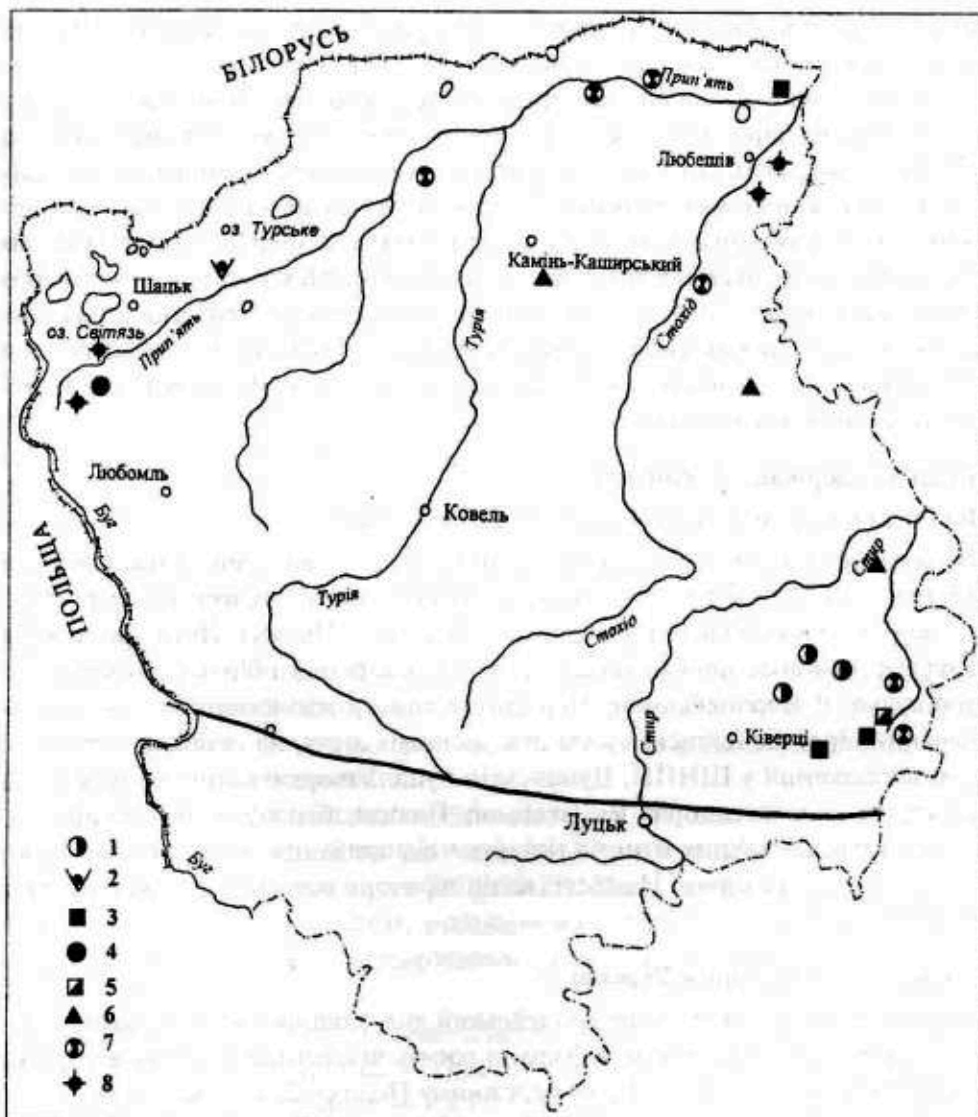 БІЛОРУСЬ
Прип'ять
Любешів
оз. Турське
Камінь-Каширський
Шацьк
оз. Світязь
Прип'ять
Турія
Стохід
Любомль
Ковель
Буг
ПОЛЬЩА
Стир
Турія
Стохід
Стир
Ківерці
Луцьк
Буг
1
2
3
4
5
6
7
8